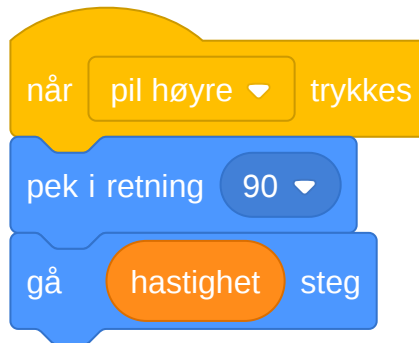 når pil høyre trykkes
pek i retning 90
gå hastighet steg